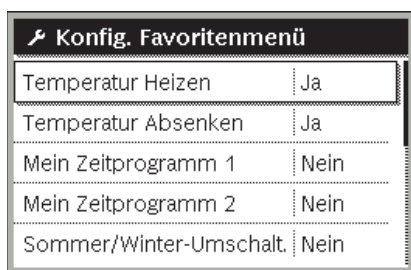 Konfig. Favoritenmenü
Temperatur Heizen Ja
Temperatur Absenken Ja
Mein Zeitprogramm 1 Nein
Mein Zeitprogramm 2 Nein
Sommer/Winter-Umschalt. Nein